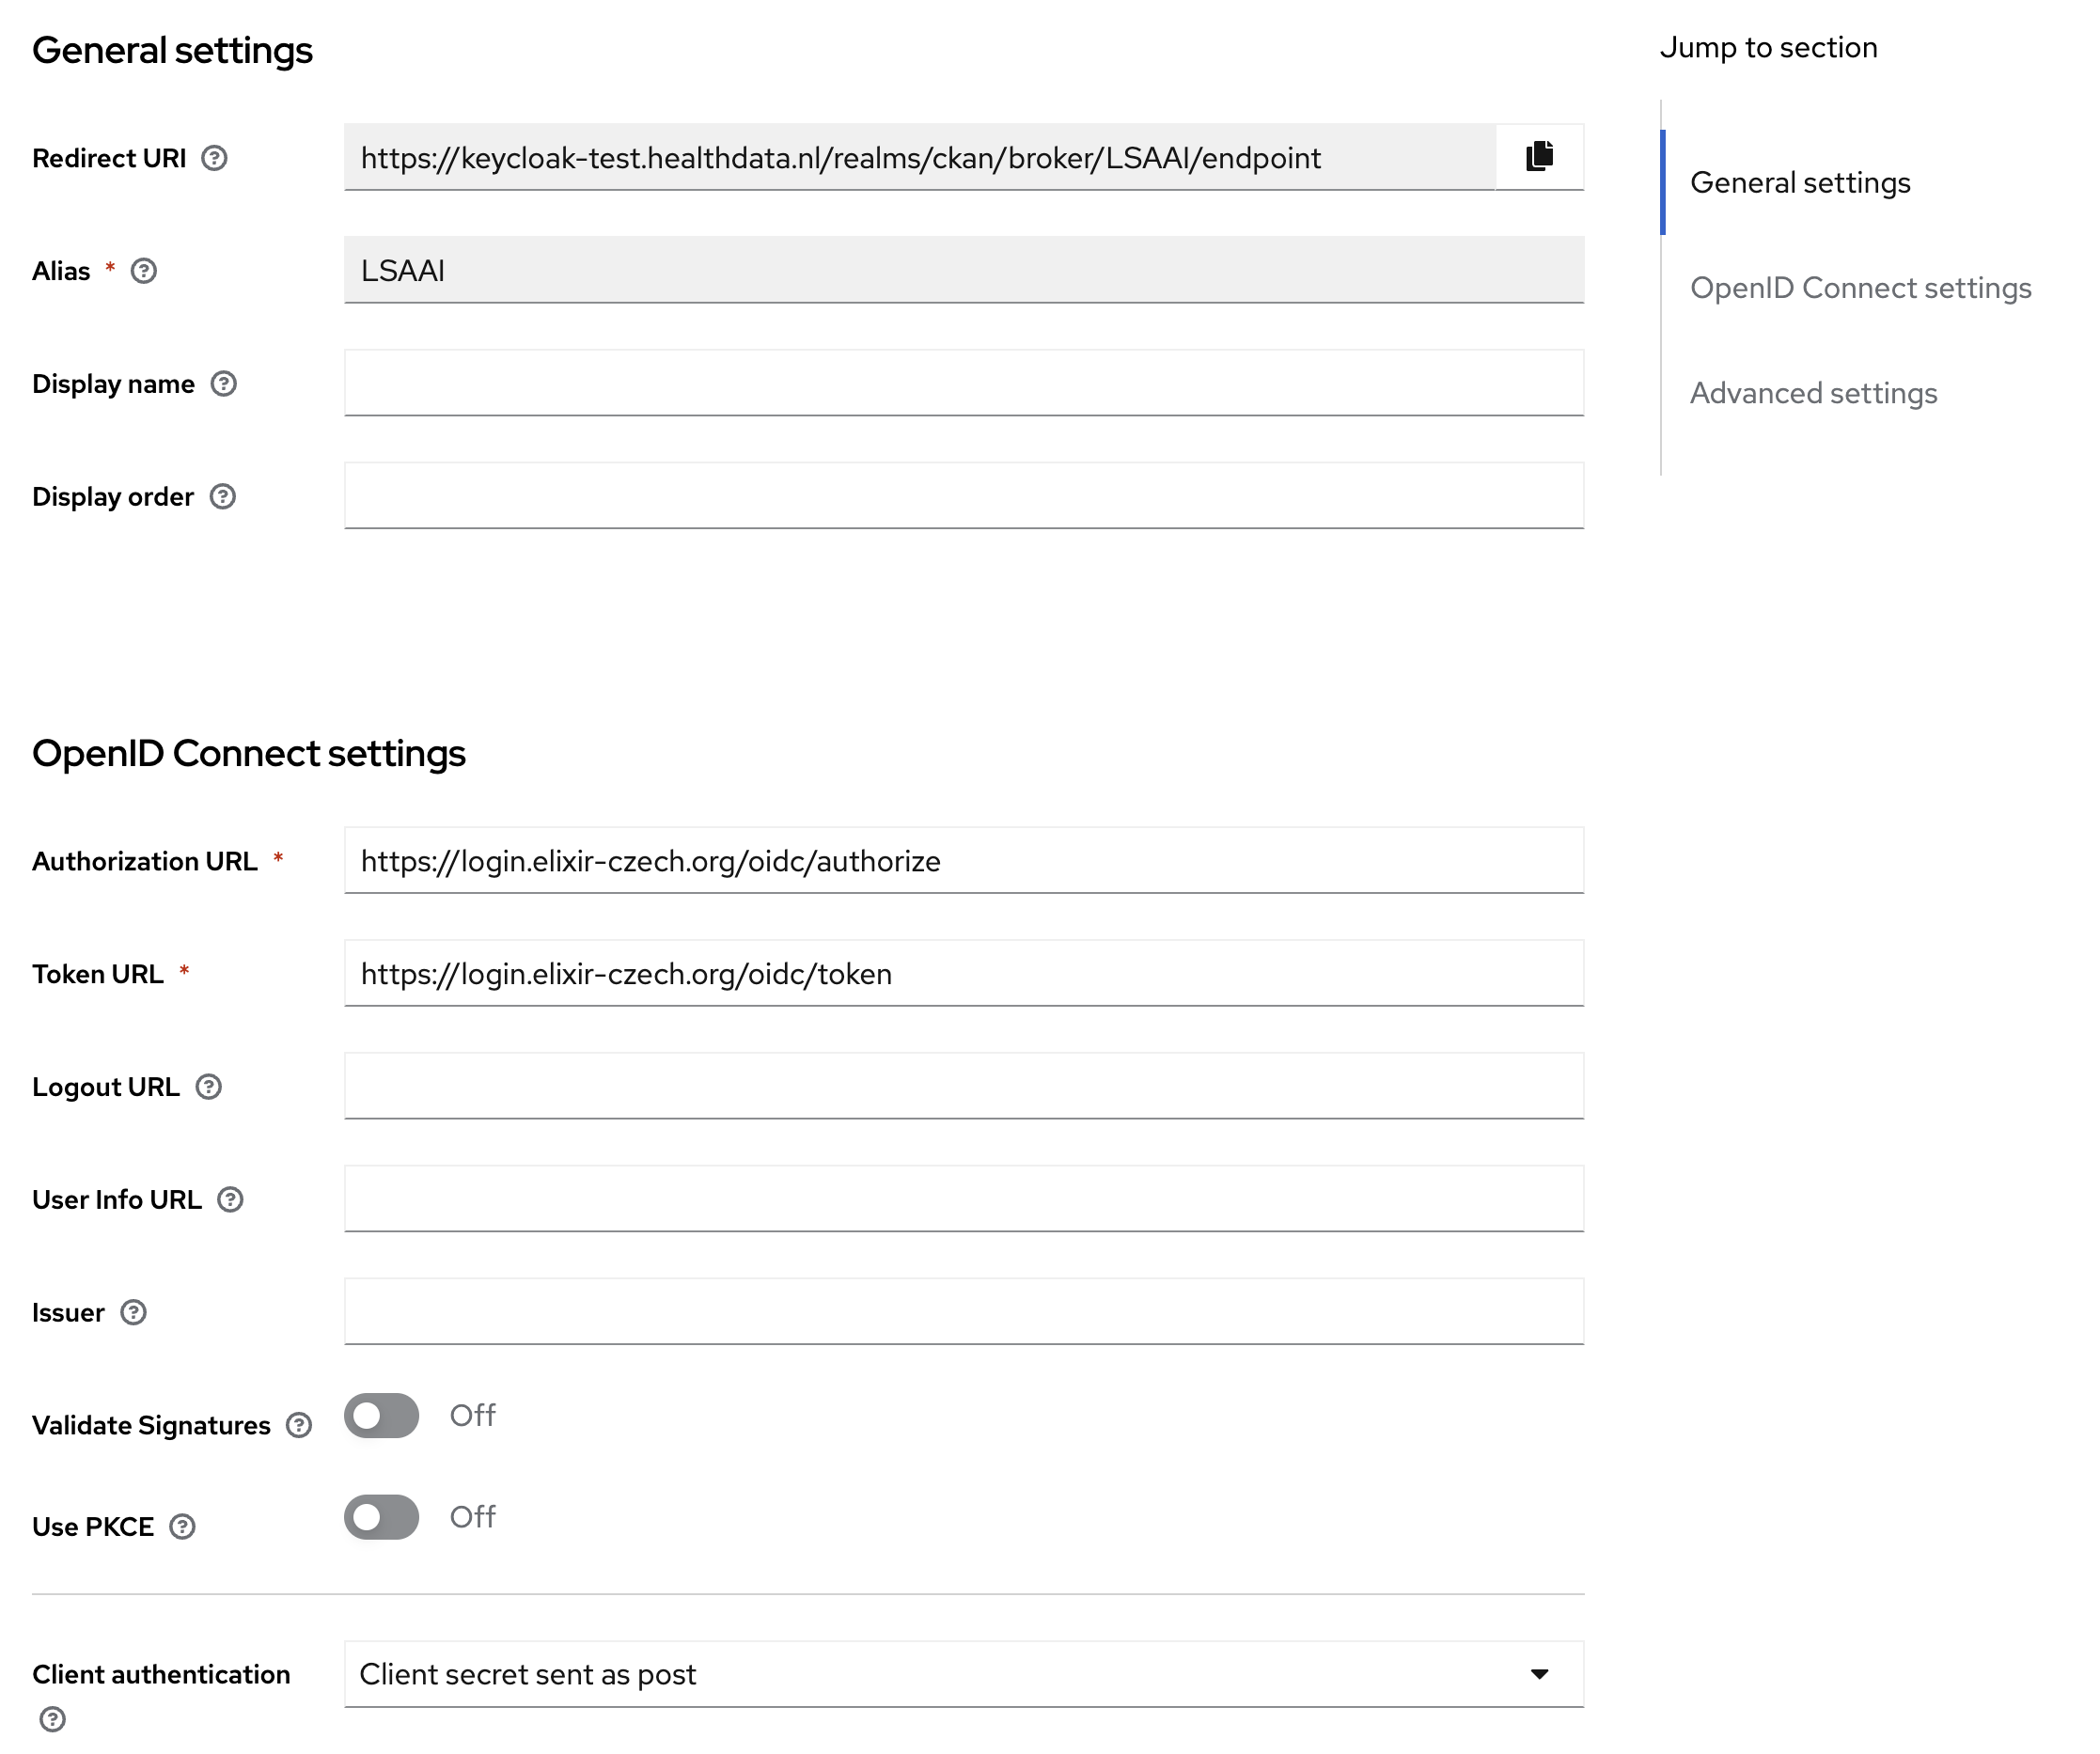 General settings
Jump to section
Redirect URI
https://keycloak-test.healthdata.nl/realms/ckan/broker/LSAAI/endpoint
General settings
Alias *
LSAAI
OpenID Connect settings
Display name
Advanced settings
Display order
OpenID Connect settings
Authorization URL *
https://login.elixir-czech.org/oidc/authorize
Token URL *
https://login.elixir-czech.org/oidc/token
Logout URL
User Info URL
Issuer
Validate Signatures
Off
Use PKCE
Off
Client authentication
Client secret sent as post